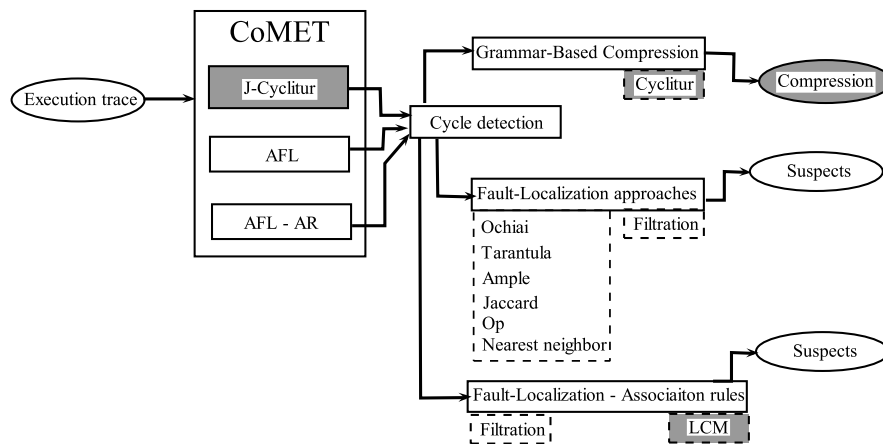 CoMET
Execution trace
J-Cyclitur
AFL
AFL - AR
Cycle detection
Grammar-Based Compression
Cyclitur
Compression
Fault-Localization approaches
Filtration
Suspects
Ochiai
Tarantula
Ample
Jaccard
Op
Nearest neighbor
Suspects
Fault-Localization - Associaiton rules
Filtration
LCM